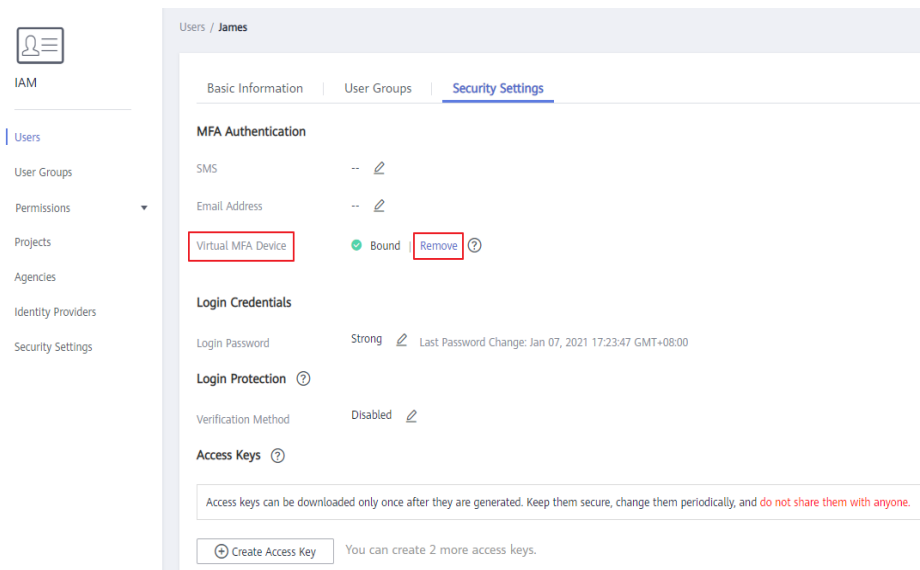 Users / James
IAM
Users
User Groups
Permissions
Projects
Agencies
Identity Providers
Security Settings
Basic Information | User Groups | Security Settings
MFA Authentication
SMS -- 
Email Address --
Virtual MFA Device Bound | Remove ?
Login Credentials
Login Password Strong Last Password Change: Jan 07, 2021 17:23:47 GMT+08:00
Login Protection ?
Verification Method Disabled
Access Keys ?
Access keys can be downloaded only once after they are generated. Keep them secure, change them periodically, and do not share them with anyone.
Create Access Key You can create 2 more access keys.